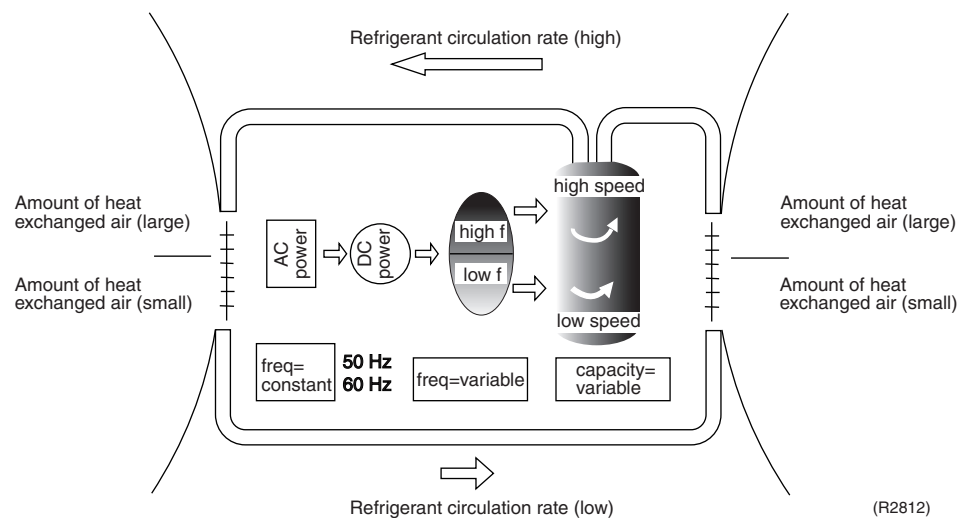 Refrigerant circulation rate (high)
high speed
Amount of heat
exchanged air (large)
Amount of heat
exchanged air (large)
AC
power
DC
power
high f
low f
Amount of heat
exchanged air (small)
Amount of heat
exchanged air (small)
low speed
freq=
constant
50 Hz
60 Hz
freq=variable
capacity=
variable
Refrigerant circulation rate (low)
(R2812)